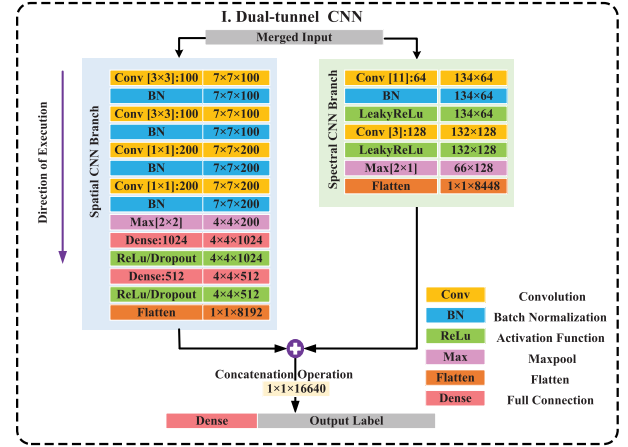 I. Dual-tunnel CNN
Merged Input
Direction of Execution
Spatial CNN Branch
Conv [3×3]:100 7×7×100
BN 7×7×100
Conv [3×3]:100 7×7×100
BN 7×7×100
Conv [1×1]:200 7×7×200
BN 7×7×200
Conv [1×1]:200 7×7×200
BN 7×7×200
Max[2×2] 4×4×200
Dense:1024 4×4×1024
ReLu/Dropout 4×4×1024
Dense:512 4×4×512
ReLu/Dropout 4×4×512
Flatten 1×1×8192
Spectral CNN Branch
Conv [11]:64 134×64
BN 134×64
LeakyReLu 134×64
Conv [3]:128 132×128
LeakyReLu 132×128
Max[2×1] 66×128
Flatten 1×1×8448
Conv Convolution
BN Batch Normalization
ReLu Activation Function
Max Maxpool
Flatten Flatten
Dense Full Connection
Concatenation Operation
1×1×16640
Dense Output Label